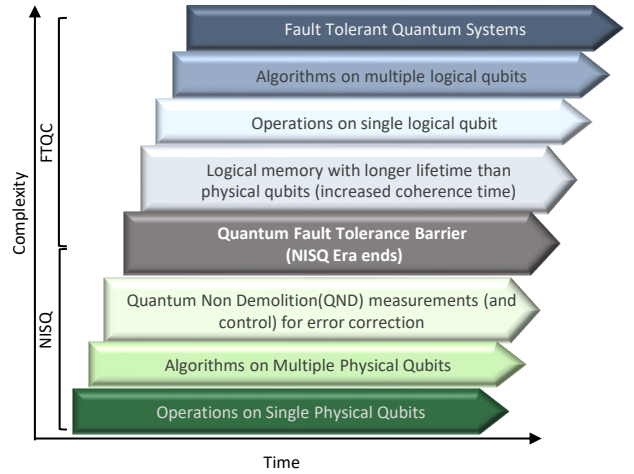 Fault Tolerant Quantum Systems
Algorithms on multiple logical qubits
Operations on single logical qubit
Logical memory with longer lifetime than
physical qubits (increased coherence time)
Quantum Fault Tolerance Barrier
(NISQ Era ends)
Quantum Non Demolition(QND) measurements (and
control) for error correction
Algorithms on Multiple Physical Qubits
Operations on Single Physical Qubits
Complexity
FTQC
NISQ
Time